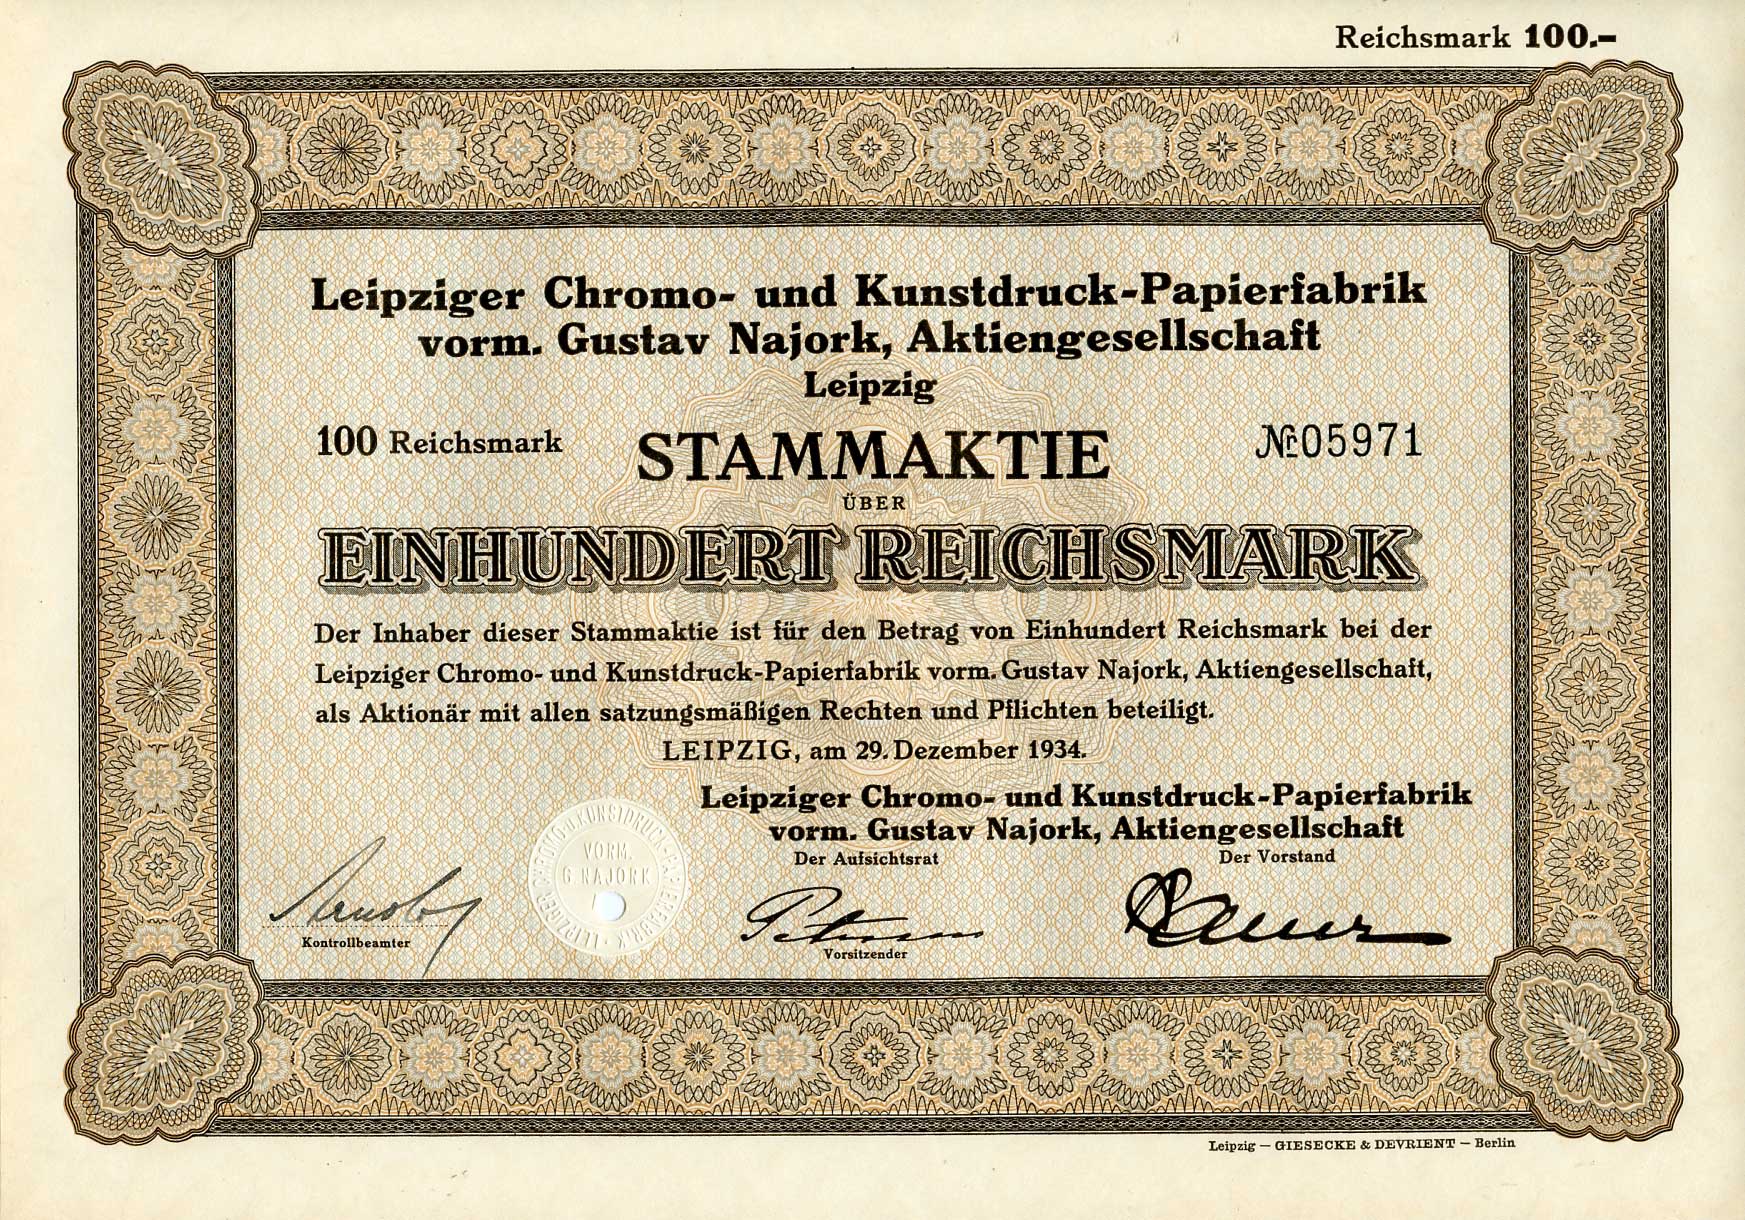 Reichsmark 100.–
Leipziger Chromo- und Kunstdruck-Papierfabrik
vorm. Gustav Najork, Aktiengesellschaft
Leipzig
100 Reichsmark STAMMAKTIE № 05971
ÜBER
EINHUNDERT REICHSMARK
Der Inhaber dieser Stammaktie ist für den Betrag von Einhundert Reichsmark bei der
Leipziger Chromo- und Kunstdruck-Papierfabrik vorm. Gustav Najork, Aktiengesellschaft,
als Aktionär mit allen satzungsmäßigen Rechten und Pflichten beteiligt.
LEIPZIG, am 29. Dezember 1934.
Leipziger Chromo- und Kunstdruck-Papierfabrik
vorm. Gustav Najork, Aktiengesellschaft
Der Aufsichtsrat Der Vorstand
LEIPZIGER CHROMO- u. KUNSTDRUCK-PAPIERFABRIK
VORM.
G. NAJORK
Kontrollbeamter
Vorsitzender
Leipzig — GIESECKE & DEVRIENT — Berlin